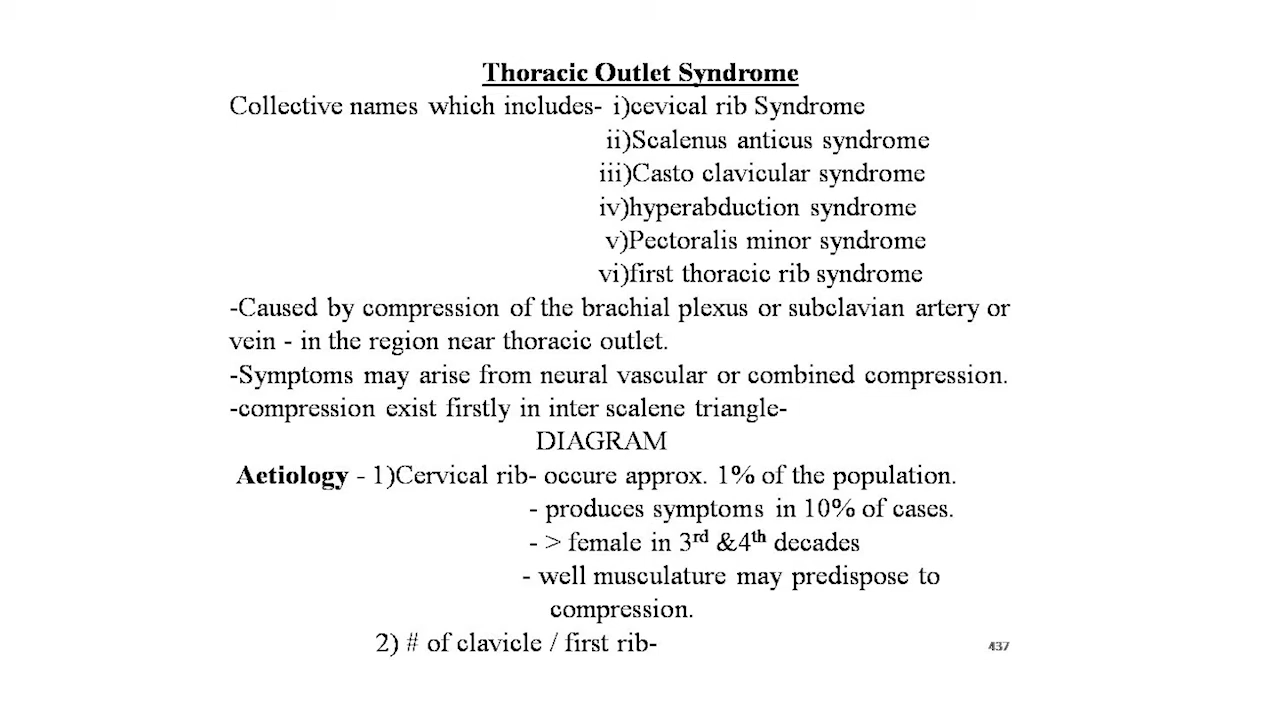 Thoracic Outlet Syndrome
Collective names which includes- i)cevical rib Syndrome
ii)Scalenus anticus syndrome
iii)Casto clavicular syndrome
iv)hyperabduction syndrome
v)Pectoralis minor syndrome
vi)first thoracic rib syndrome
-Caused by compression of the brachial plexus or subclavian artery or
vein - in the region near thoracic outlet.
-Symptoms may arise from neural vascular or combined compression.
-compression exist firstly in inter scalene triangle-
DIAGRAM
Aetiology - 1)Cervical rib- occure approx. 1% of the population.
- produces symptoms in 10% of cases.
- > female in 3rd &4th decades
- well musculature may predispose to
compression.
2) # of clavicle / first rib-
437